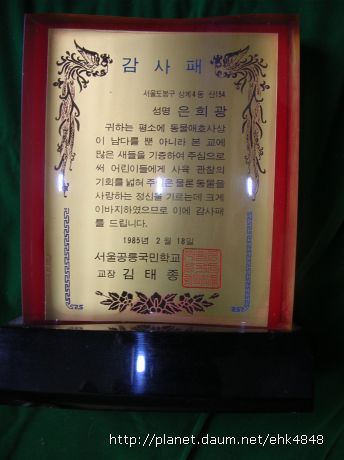 감사패
서울도봉구 상계4동 산154
성명 은희광
귀하는 평소에 동물애호사상
이 남다를 뿐 아니라 본 교에
많은 새들을 기증하여 주심으로
써 어린이들에게 사육 관찰의
기회를 넓혀 주심은 물론 동물을
사랑하는 정신을 기르는데 크게
이바지하였으므로 이에 감사패
를 드립니다.
1985년 2월 18일
서울공릉국민학교
교장 김태종
http://planet.daum.net/ehk4848